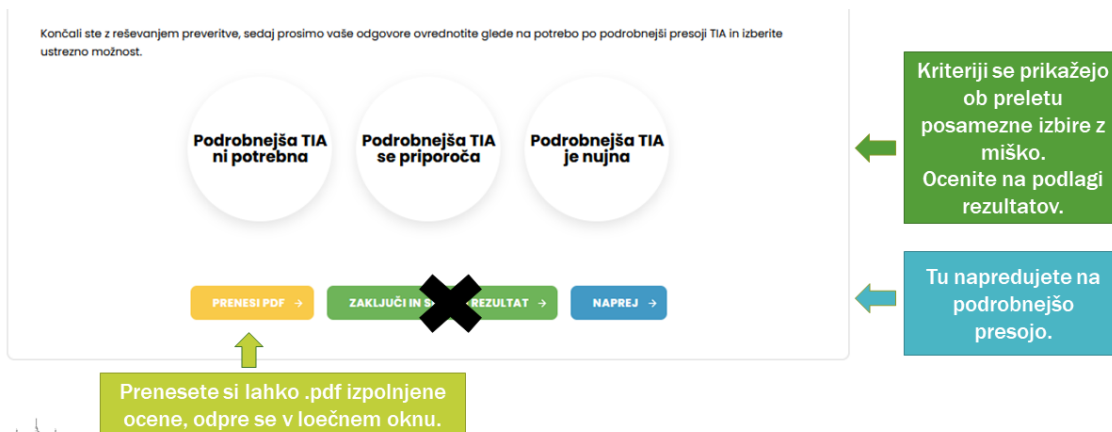 Končali ste z reševanjem preveritve, sedaj prosimo vaše odgovore ovrednotite glede na potrebo po podrobnejši presoji TIA in izberite
ustrezno možnost.
Podrobnejša TIA
ni potrebna
Podrobnejša TIA
se priporoča
Podrobnejša TIA
je nujna
Kriteriji se prikažejo
ob preletu
posamezne izbire z
miško.
Ocenite na podlagi
rezultatov.
PRENESI PDF →
ZAKLJUČI IN REZULTAT →
NAPREJ →
Tu napredujete na
podrobnejšo
presojo.
Prenesete si lahko .pdf izpolnjene
ocene, odpre se v loečnem oknu.